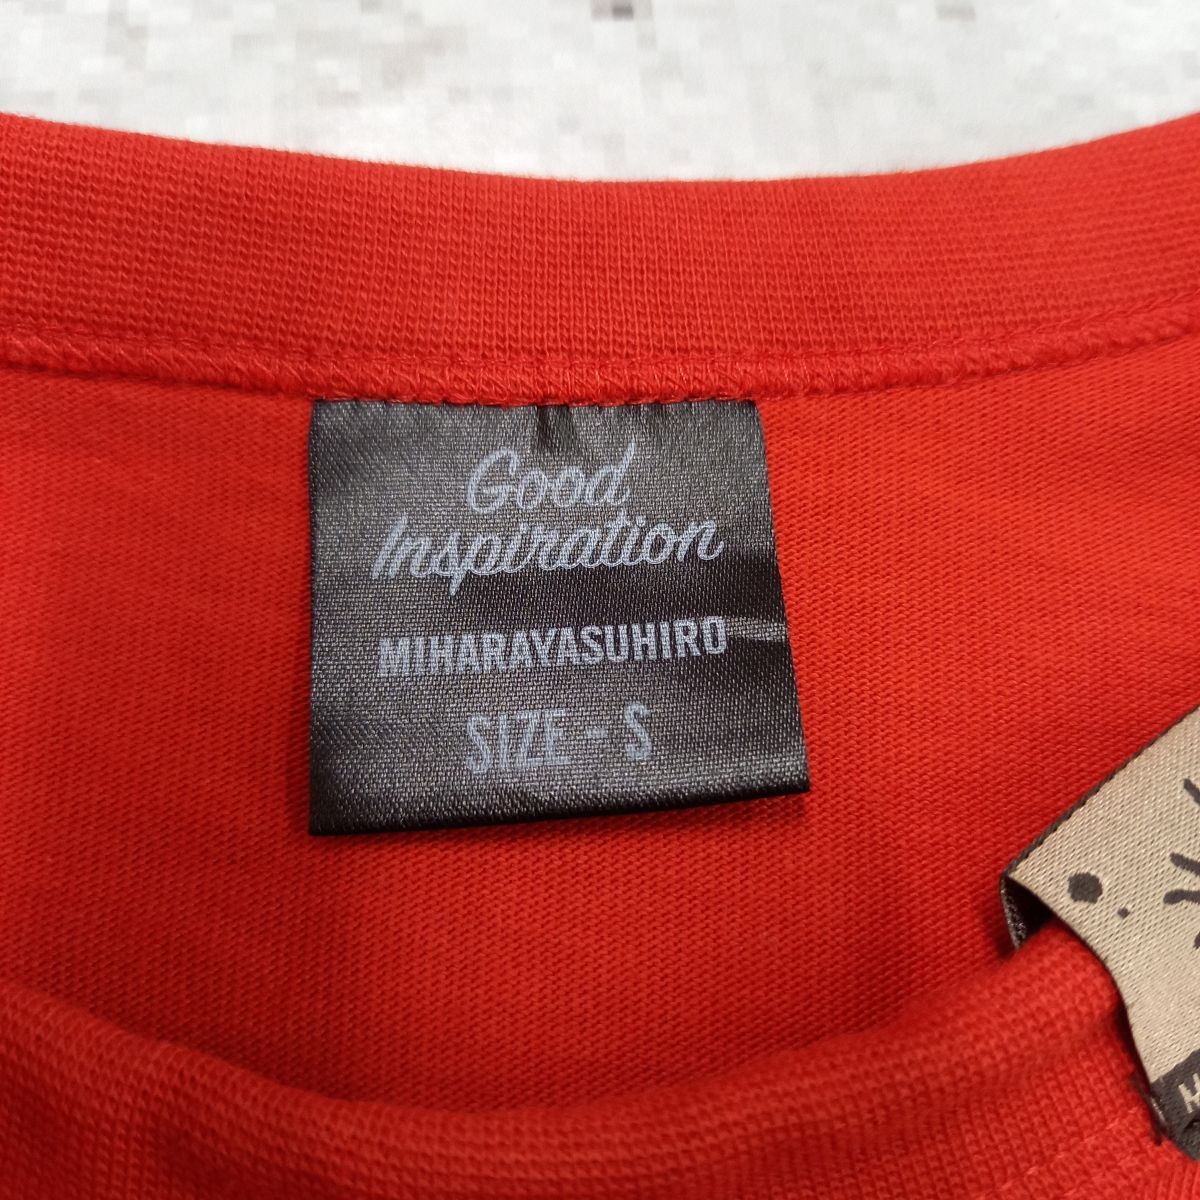 Good
Inspiration
MIHARAYASUHIRO
SIZE - S